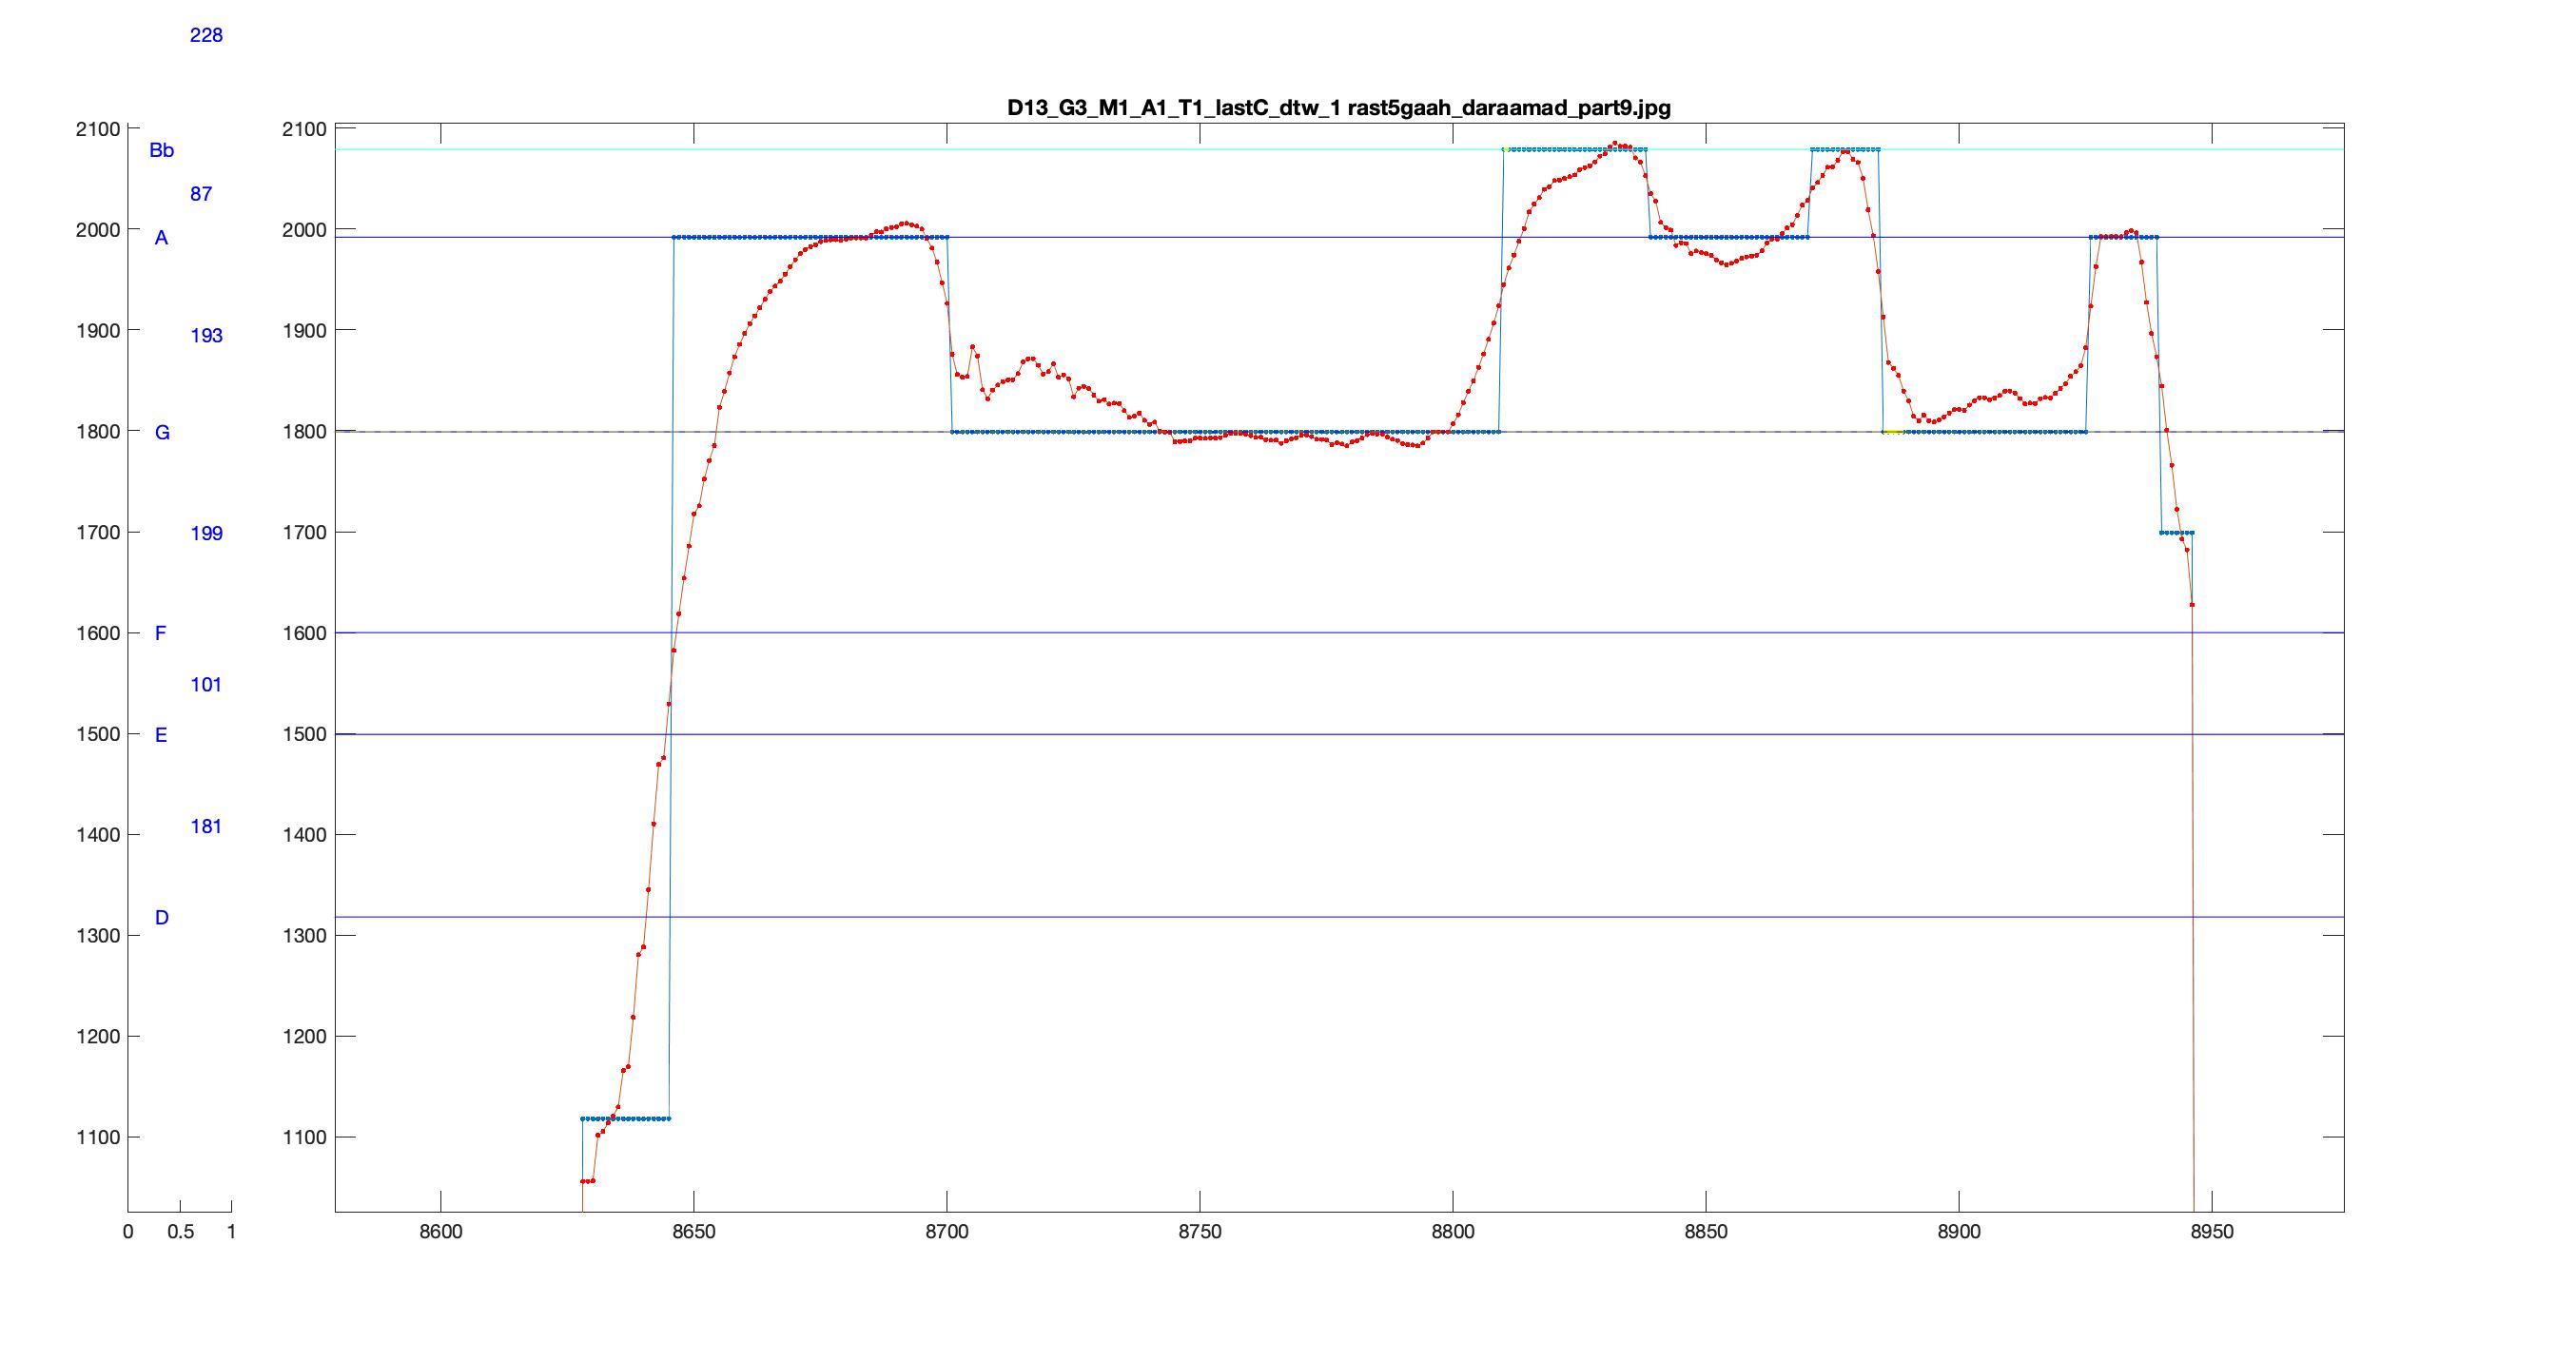 228
D13_G3_M1_A1_T1_lastC_dtw_1 rast5gaah_daraamad_part9.jpg
2100 2100
Bb
87
2000 A 2000
1900 193 1900
1800 G 1800
1700 199 1700
1600 F 1600
101
1500 E 1500
1400 181 1400
D
1300 1300
1200 1200
1100 1100
0 0.5 1 8600 8650 8700 8750 8800 8850 8900 8950